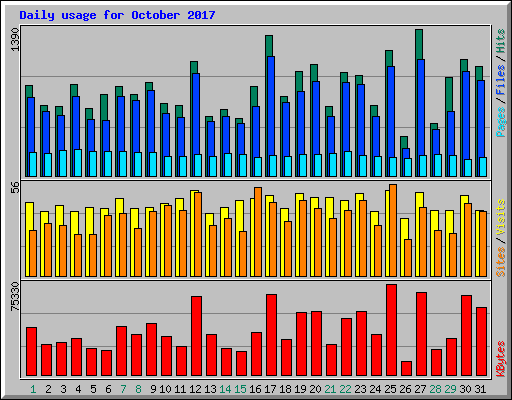 Daily usage for October 2017
1390
Pages / Files / Hits
56
Sites / Visits
75330
KBytes
1 2 3 4 5 6 7 8 9 10 11 12 13 14 15 16 17 18 19 20 21 22 23 24 25 26 27 28 29 30 31